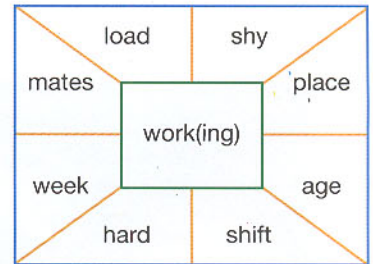 load shy
mates place
work(ing)
week age
hard shift